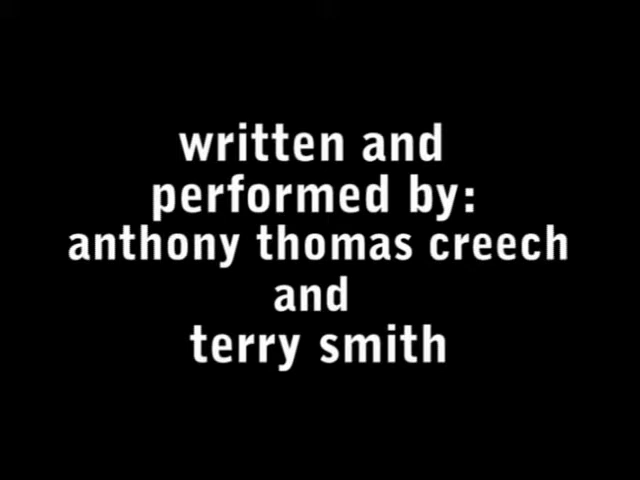 written and
performed by:
anthony thomas creech
and
terry smith